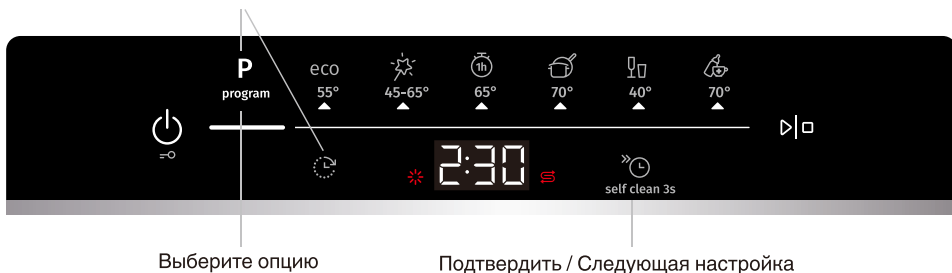 P
program
eco
1h
55° 45-65° 65° 70° 40° 70°
2:30
self clean 3s
Выберите опцию
Подтвердить / Следующая настройка